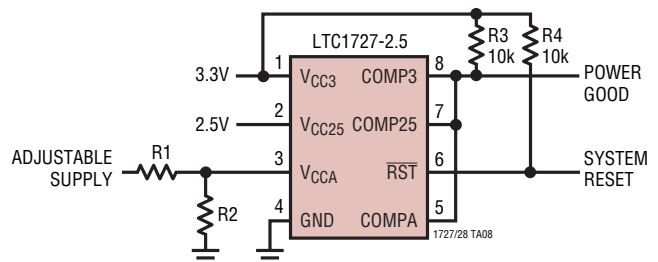 R3
10k
R4
10k
LTC1727-2.5
3.3V
1
VCC3
COMP3
8
POWER
GOOD
2.5V
2
VCC25
COMP25
7
ADJUSTABLE
SUPPLY
R1
3
VCCA
RST
6
SYSTEM
RESET
R2
4
GND
COMPA
5
1727/28 TA08